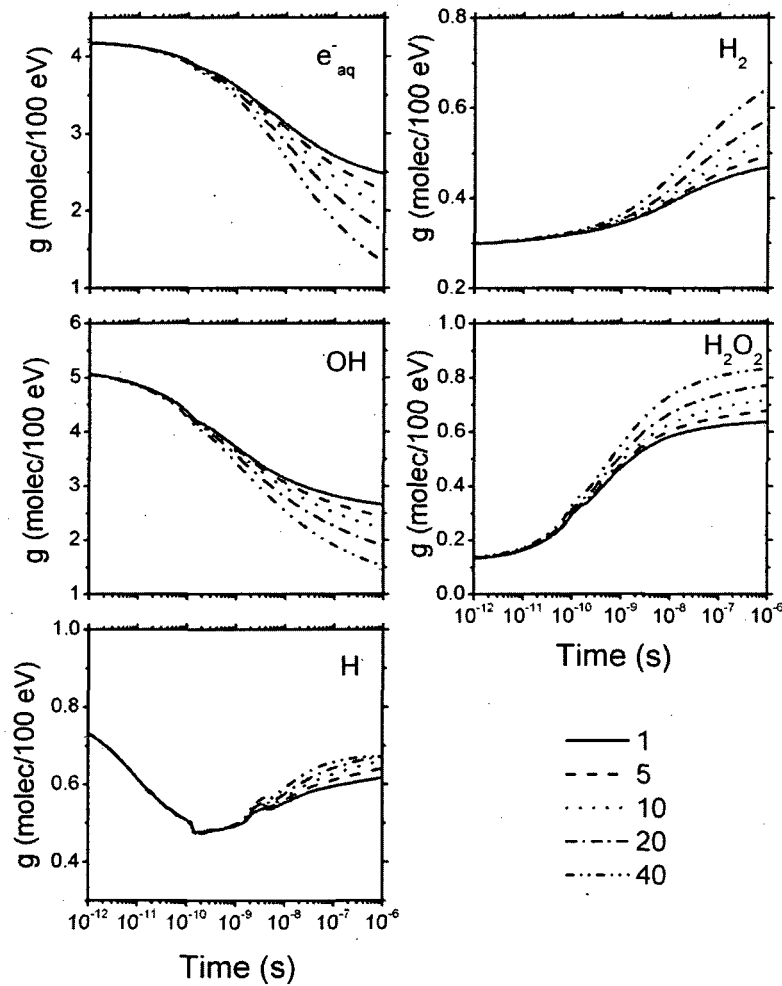 g (molec/100 eV)
4
3
2
1
e⁻aq
g (molec/100 eV)
0.8
0.6
0.4
0.2
H₂
g (molec/100 eV)
6
5
4
3
2
1
OH
g (molec/100 eV)
1.0
0.8
0.6
0.4
0.2
0.0
H₂O₂
10⁻¹² 10⁻¹¹ 10⁻¹⁰ 10⁻⁹ 10⁻⁸ 10⁻⁷ 10⁻⁶
Time (s)
g (molec/100 eV)
1.0
0.8
0.6
0.4
H
10⁻¹² 10⁻¹¹ 10⁻¹⁰ 10⁻⁹ 10⁻⁸ 10⁻⁷ 10⁻⁶
Time (s)
1
5
10
20
40